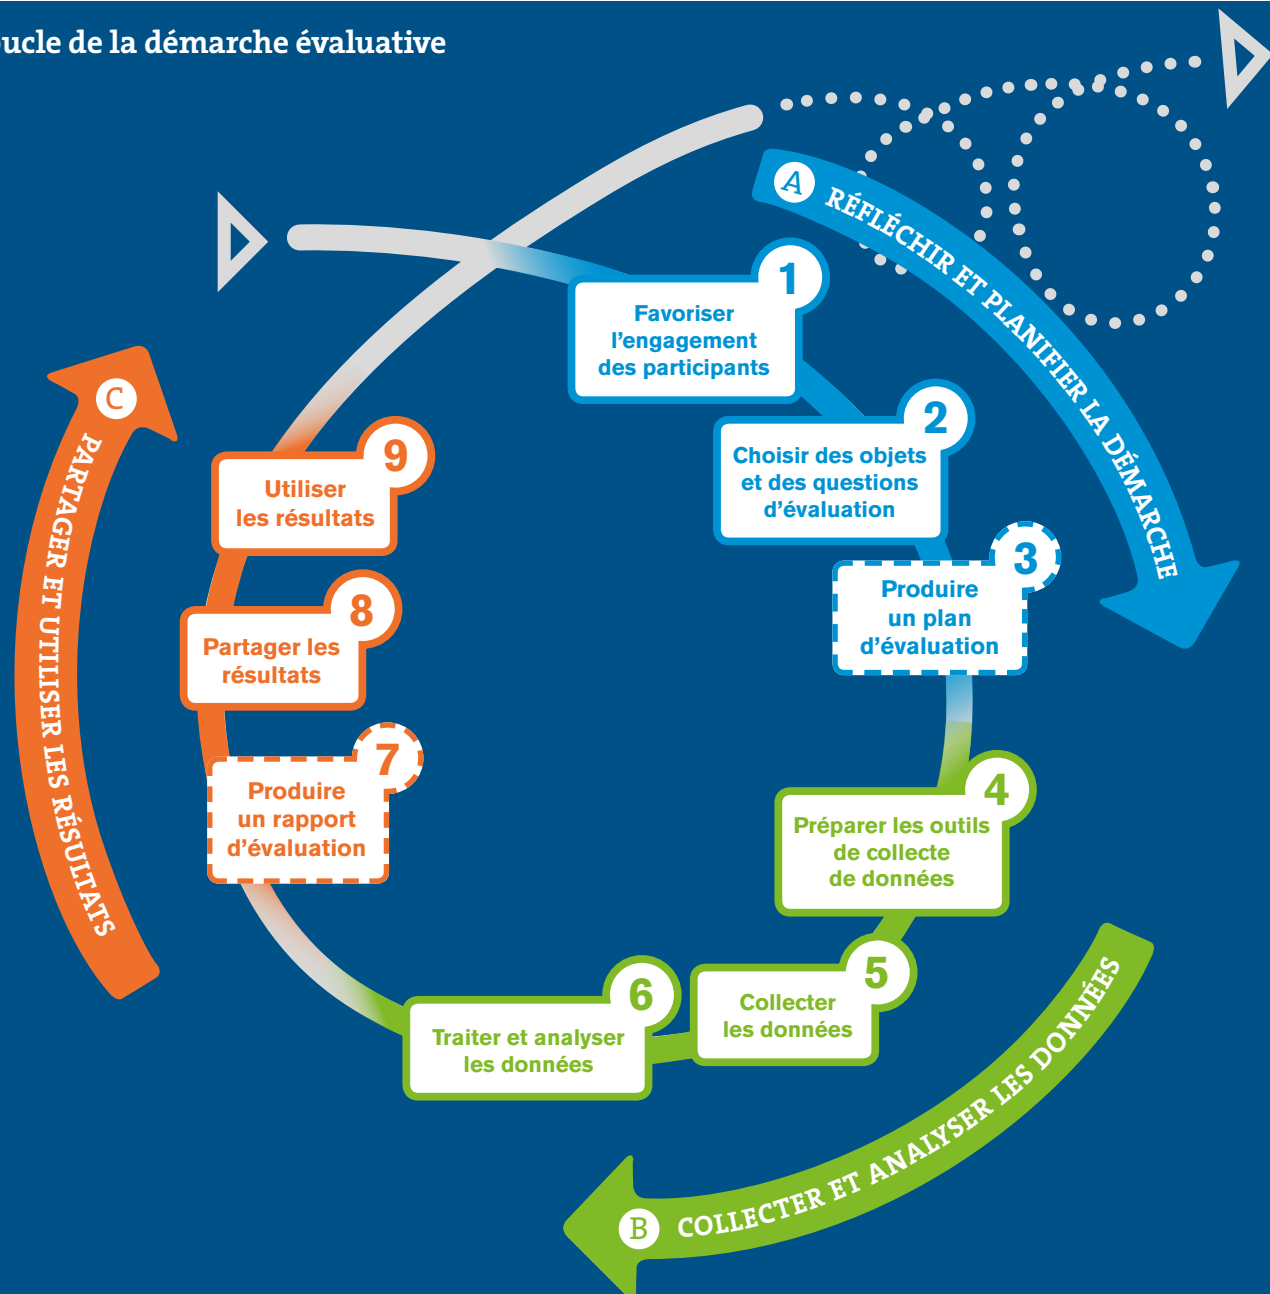 de la démarche évaluative
A RÉFLÉCHIR ET PLANIFIER LA DÉMARCHE
1
Favoriser
l'engagement
des participants
2
Choisir des objets
et des questions
d'évaluation
3
Produire
un plan
d'évaluation
4
Préparer les outils
de collecte
de données
5
Collecter
les données
6
Traiter et analyser
les données
B COLLECTER ET ANALYSER LES DONNÉES
7
Produire
un rapport
d'évaluation
8
Partager les
résultats
9
Utiliser
les résultats
C PARTAGER ET UTILISER LES RÉSULTATS